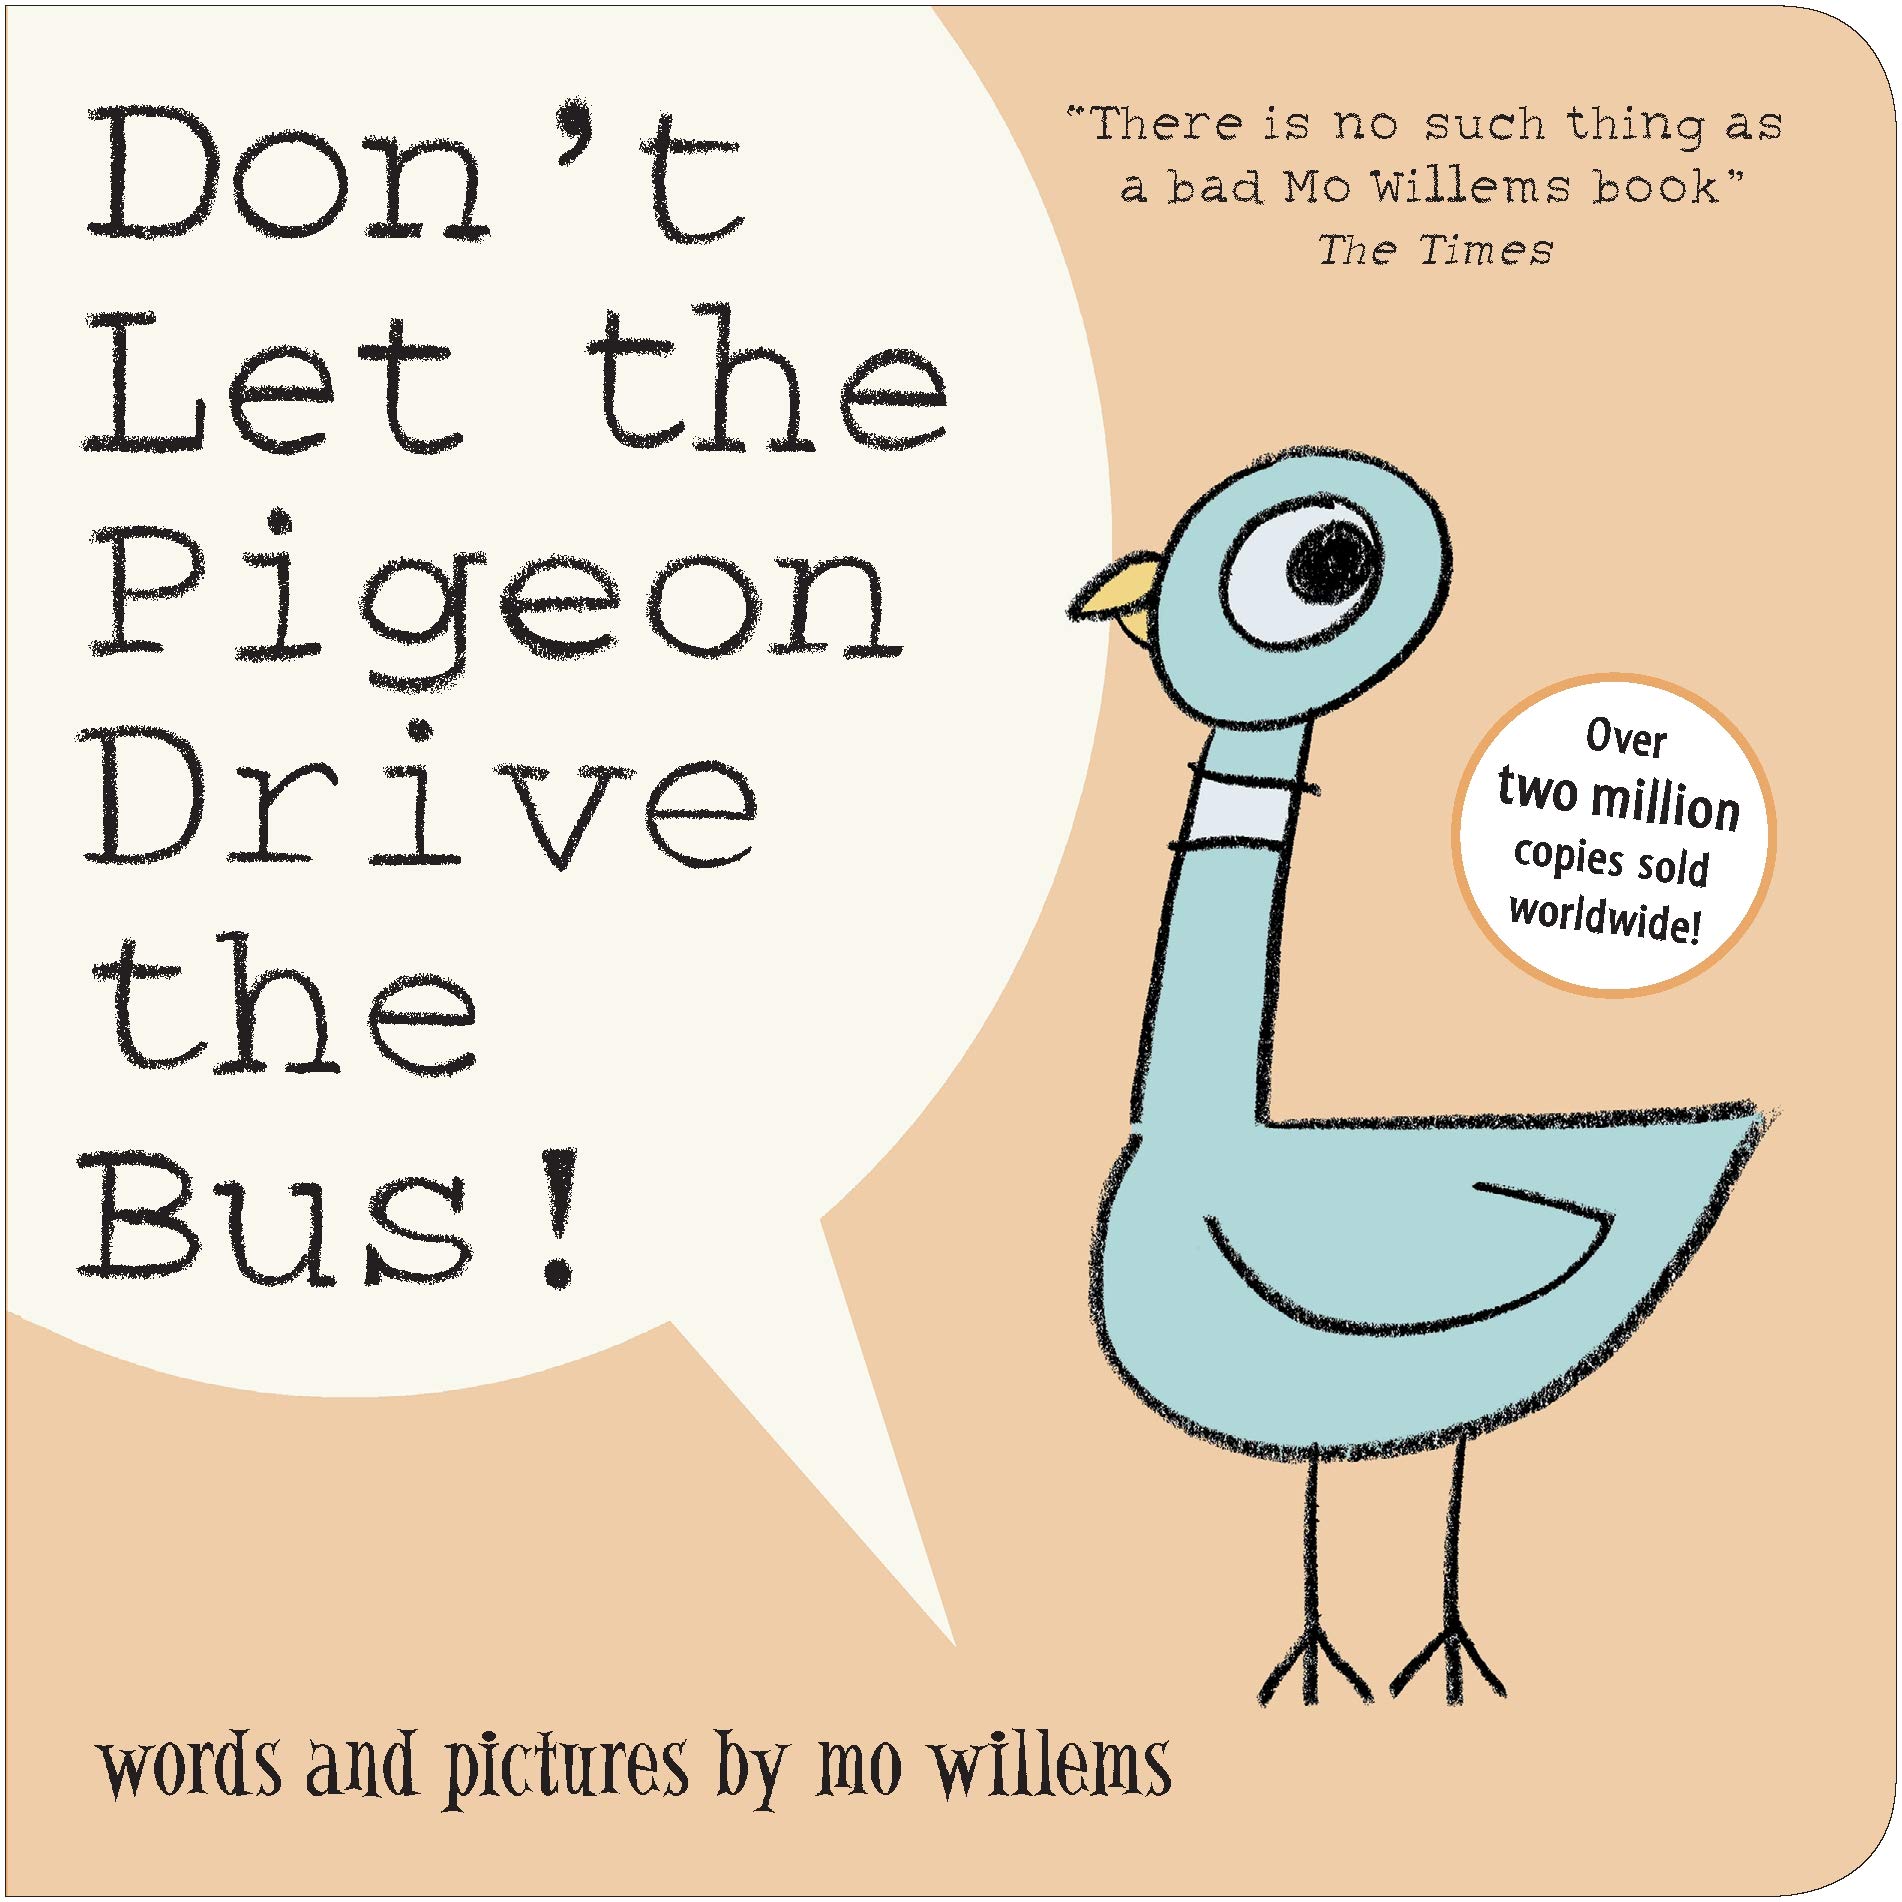 Don't
Let the
Pigeon
Drive
the
Bus!
“There is no such thing as
a bad Mo Willems book”
The Times
Over
two million
copies sold
worldwide!
words and pictures by mo willems